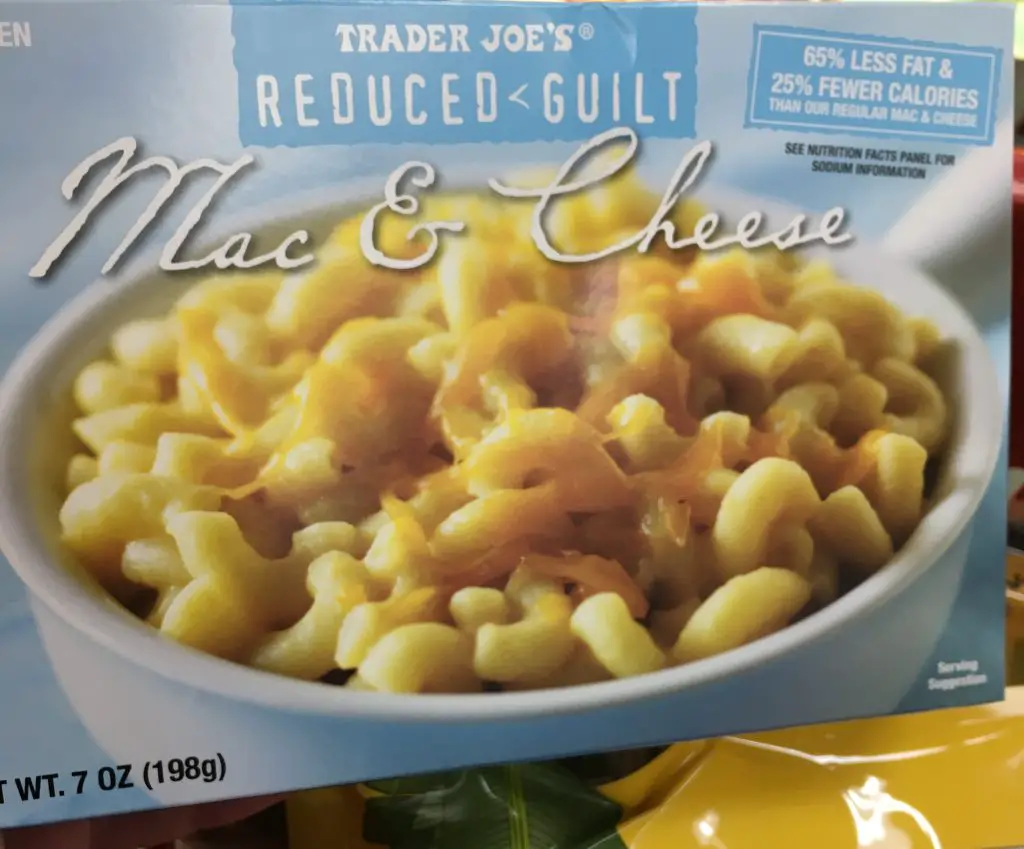 EN
TRADER JOE'S®
REDUCED<GUILT
Mac & Cheese
65% LESS FAT &
25% FEWER CALORIES
THAN OUR REGULAR MAC & CHEESE
SEE NUTRITION FACTS PANEL FOR
SODIUM INFORMATION
Serving
Suggestion
T WT. 7 OZ (198g)